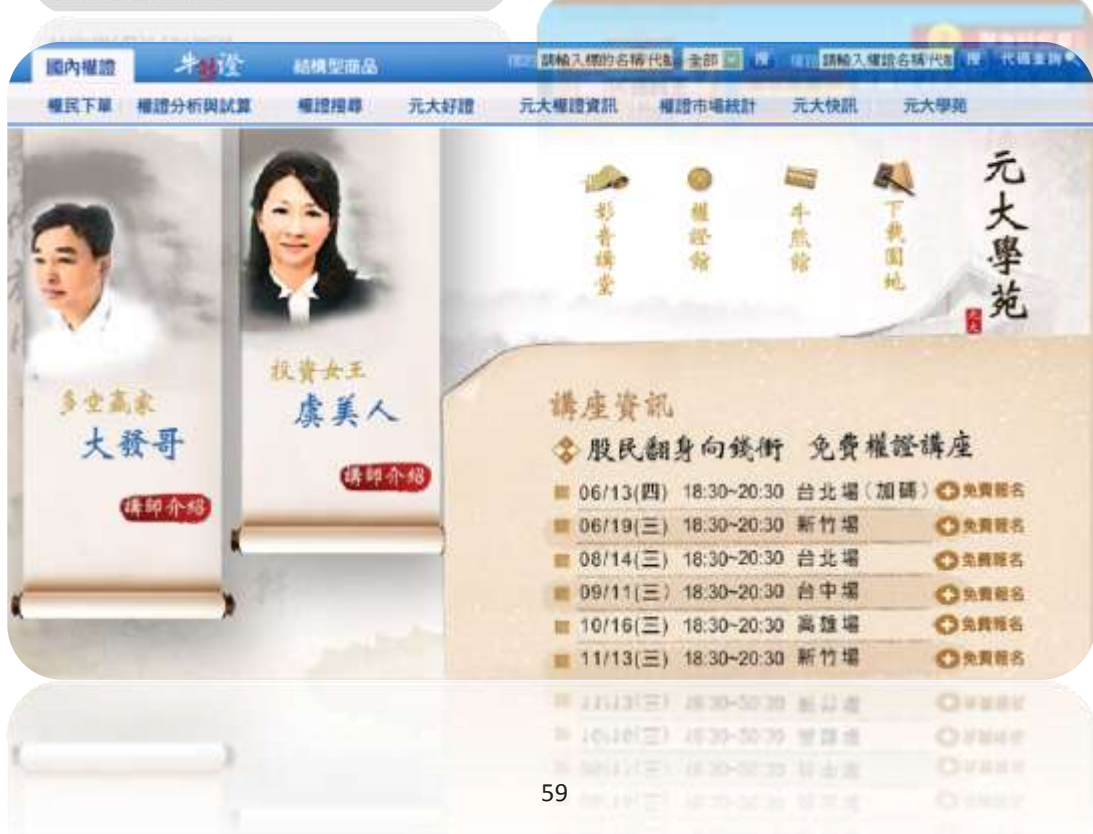 國內權證 牛熊證 結構型商品 請輸入標的名稱/代 全部 搜 請輸入權證名稱/代 搜 代碼查詢
權民下單 權證分析與試算 權證搜尋 元大好證 元大權證資訊 權證市場統計 元大快訊 元大學苑
影音講堂
權證館
牛熊館
下載園地
元大學苑
元大
多空贏家
大發哥
講師介紹
投資女王
虞美人
講師介紹
講座資訊
股民翻身向錢衝 免費權證講座
06/13(四) 18:30~20:30 台北場(加碼) 免費報名
06/19(三) 18:30~20:30 新竹場 免費報名
08/14(三) 18:30~20:30 台北場 免費報名
09/11(三) 18:30~20:30 台中場 免費報名
10/16(三) 18:30~20:30 高雄場 免費報名
11/13(三) 18:30~20:30 新竹場 免費報名
59